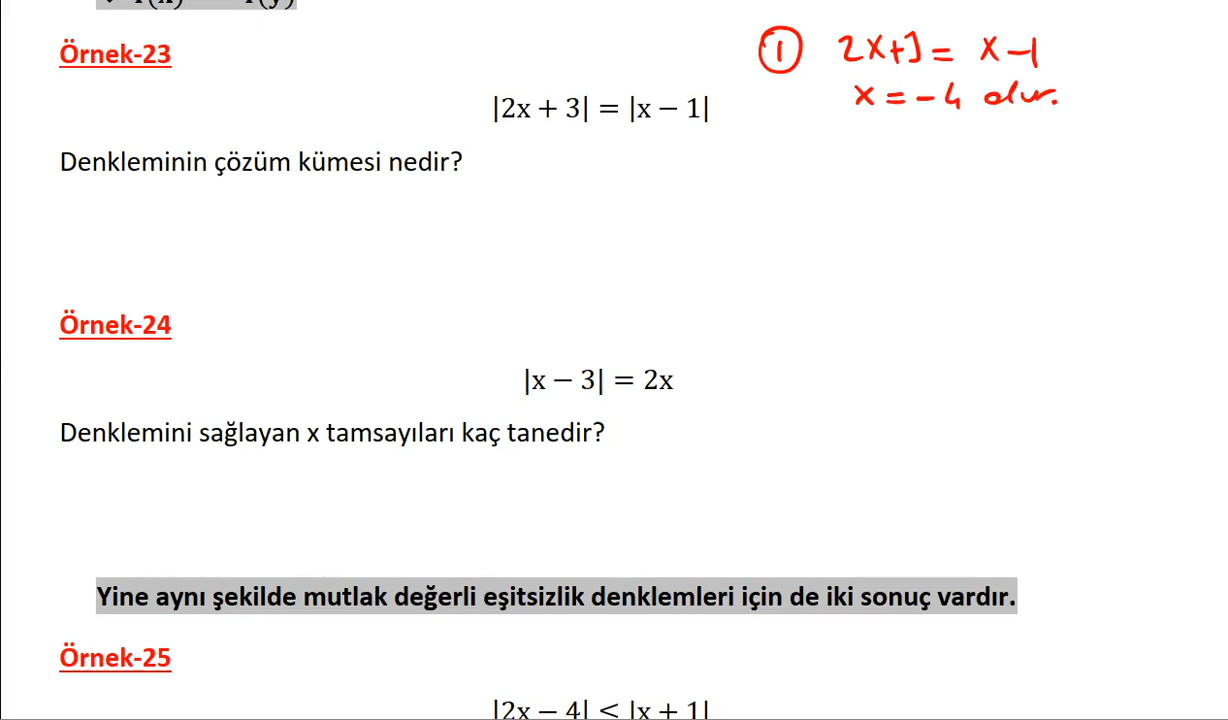 Örnek-23
① 2x+3 = x-1
x = -4 olur.
|2x + 3| = |x − 1|
Denkleminin çözüm kümesi nedir?
Örnek-24
|x − 3| = 2x
Denklemini sağlayan x tamsayıları kaç tanedir?
Yine aynı şekilde mutlak değerli eşitsizlik denklemleri için de iki sonuç vardır.
Örnek-25
|2x − 4| < |x + 1|